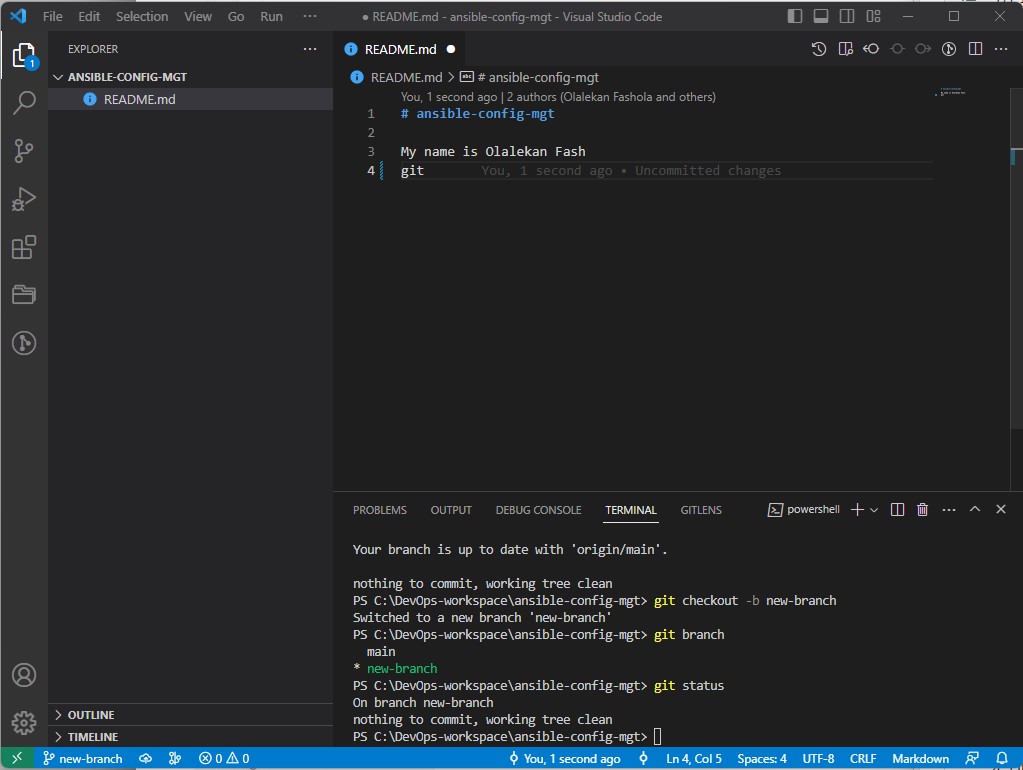 File Edit Selection View Go Run ··· ● README.md - ansible-config-mgt - Visual Studio Code
EXPLORER ···
ANSIBLE-CONFIG-MGT
README.md
1
OUTLINE
TIMELINE
README.md ●
README.md > # ansible-config-mgt
You, 1 second ago | 2 authors (Olalekan Fashola and others)
1 # ansible-config-mgt
2
3 My name is Olalekan Fash
4 git You, 1 second ago • Uncommitted changes
PROBLEMS OUTPUT DEBUG CONSOLE TERMINAL GITLENS powershell
Your branch is up to date with 'origin/main'.
nothing to commit, working tree clean
PS C:\DevOps-workspace\ansible-config-mgt> git checkout -b new-branch
Switched to a new branch 'new-branch'
PS C:\DevOps-workspace\ansible-config-mgt> git branch
main
* new-branch
PS C:\DevOps-workspace\ansible-config-mgt> git status
On branch new-branch
nothing to commit, working tree clean
PS C:\DevOps-workspace\ansible-config-mgt>
new-branch 0 0 You, 1 second ago Ln 4, Col 5 Spaces: 4 UTF-8 CRLF Markdown